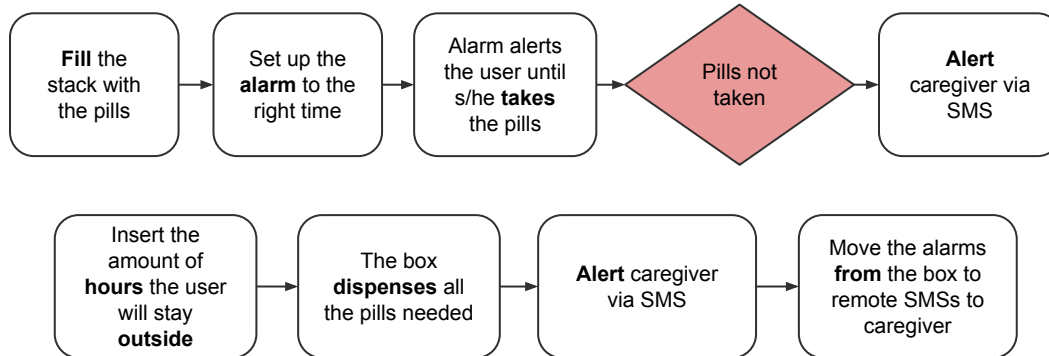 Fill the
stack with
the pills
Set up the
alarm to the
right time
Alarm alerts
the user until
s/he takes
the pills
Pills not
taken
Alert
caregiver via
SMS
Insert the
amount of
hours the user
will stay
outside
The box
dispenses all
the pills needed
Alert caregiver
via SMS
Move the alarms
from the box to
remote SMSs to
caregiver